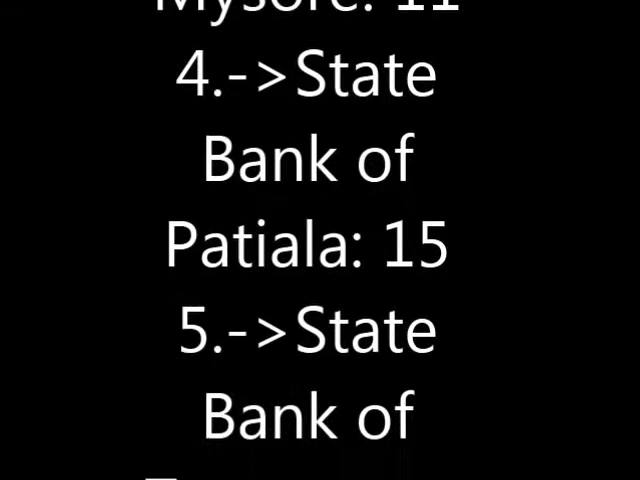 Mysore: 11
4.->State
Bank of
Patiala: 15
5.->State
Bank of